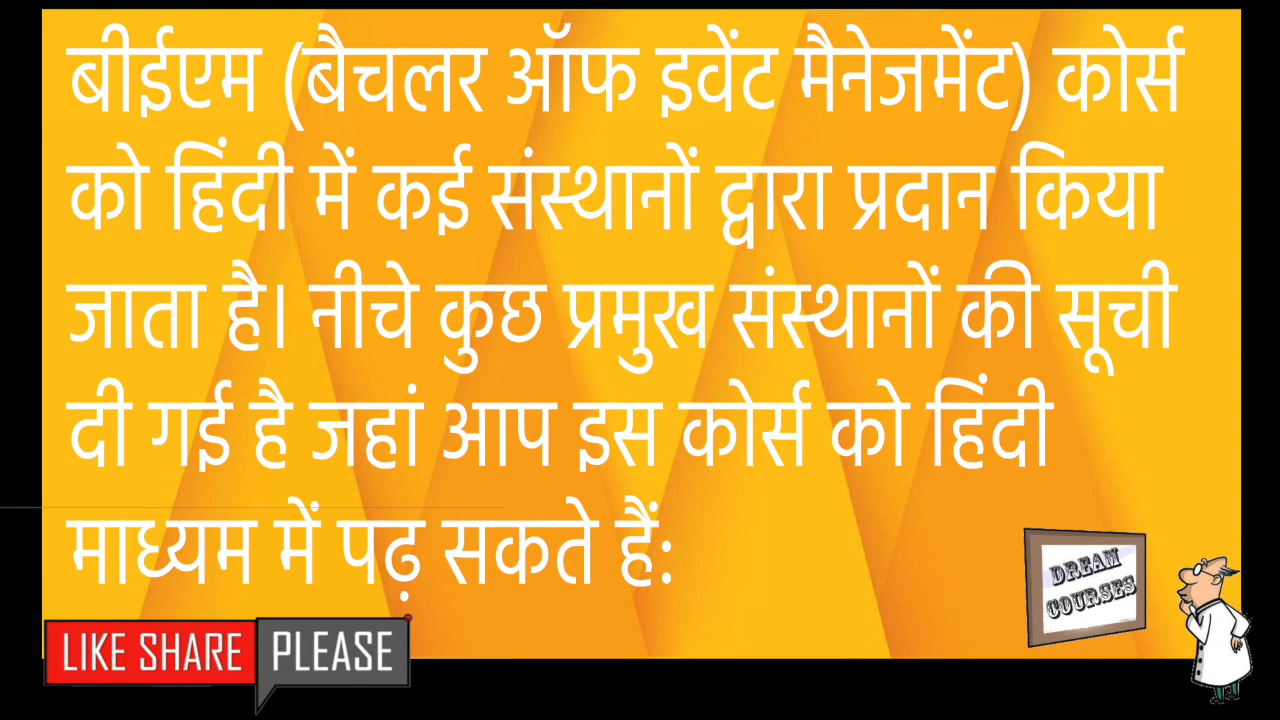 बीईएम (बैचलर ऑफ इवेंट मैनेजमेंट) कोर्स
को हिंदी में कई संस्थानों द्वारा प्रदान किया
जाता है। नीचे कुछ प्रमुख संस्थानों की सूची
दी गई है जहां आप इस कोर्स को हिंदी
माध्यम में पढ़ सकते हैं:
DREAM
COURSES
LIKE SHARE PLEASE